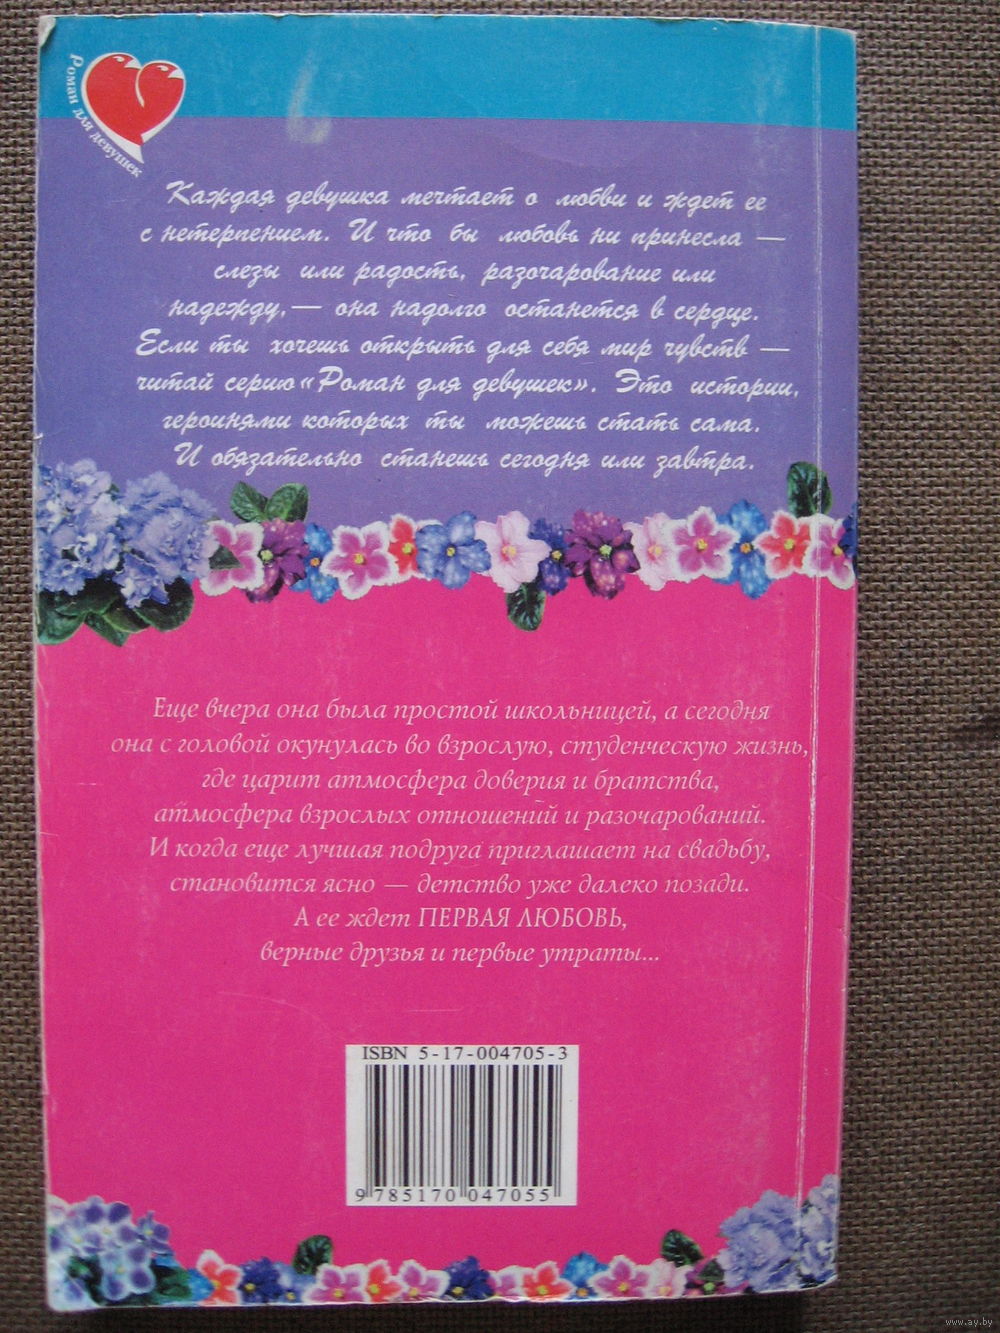 Роман для девушек
Каждая девушка мечтает о любви и ждет ее
с нетерпением. И что бы любовь ни принесла —
слезы или радость, разочарование или
надежду, — она надолго останется в сердце.
Если ты хочешь открыть для себя мир чувств —
читай серию «Роман для девушек». Это истории,
героинями которых ты можешь стать сама.
И обязательно станешь сегодня или завтра.
Еще вчера она была простой школьницей, а сегодня
она с головой окунулась во взрослую, студенческую жизнь,
где царит атмосфера доверия и братства,
атмосфера взрослых отношений и разочарований.
И когда еще лучшая подруга приглашает на свадьбу,
становится ясно — детство уже далеко позади.
А ее ждет ПЕРВАЯ ЛЮБОВЬ,
верные друзья и первые утраты...
ISBN 5-17-004705-3
9 785170 047055
www.ay.by